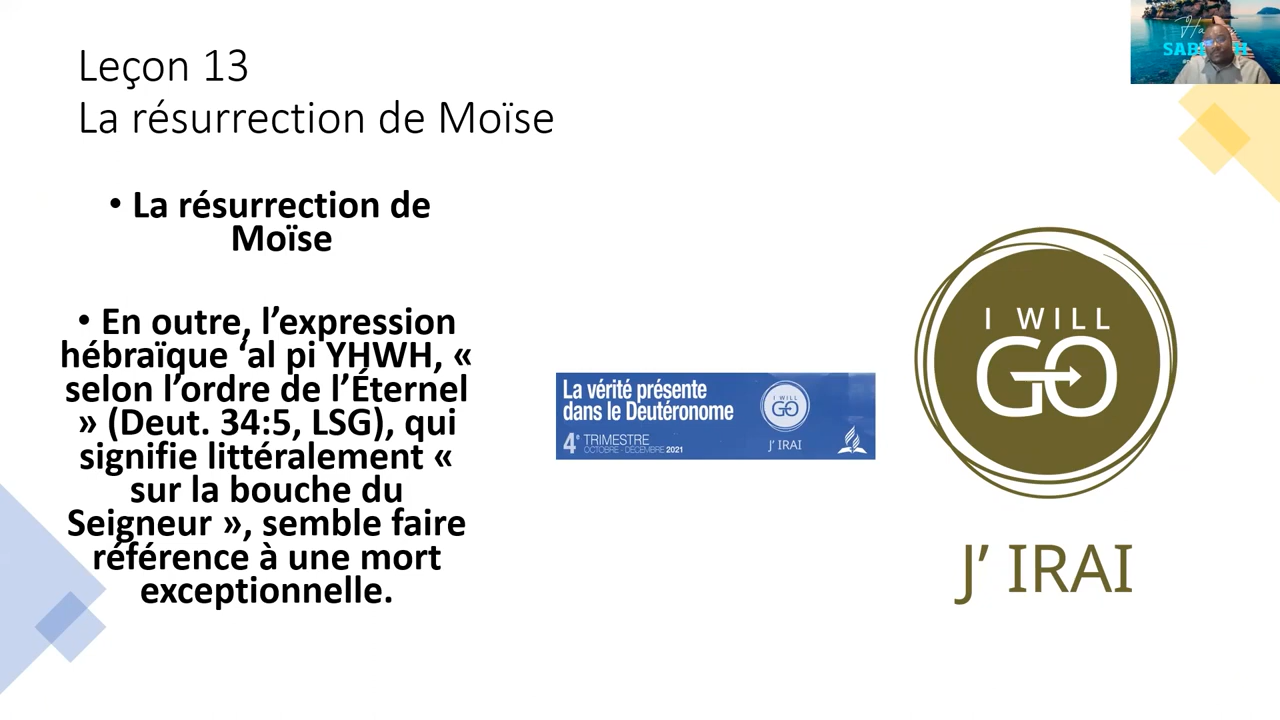 Leçon 13
La résurrection de Moïse
• La résurrection de
Moïse
• En outre, l’expression
hébraïque ‘al pi YHWH, «
selon l’ordre de l’Éternel
» (Deut. 34:5, LSG), qui
signifie littéralement «
sur la bouche du
Seigneur », semble faire
référence à une mort
exceptionnelle.
La vérité présente
dans le Deutéronome
4e TRIMESTRE
OCTOBRE - DÉCEMBRE 2021
I WILL
GO
J’ IRAI
I WILL
GO
J’ IRAI